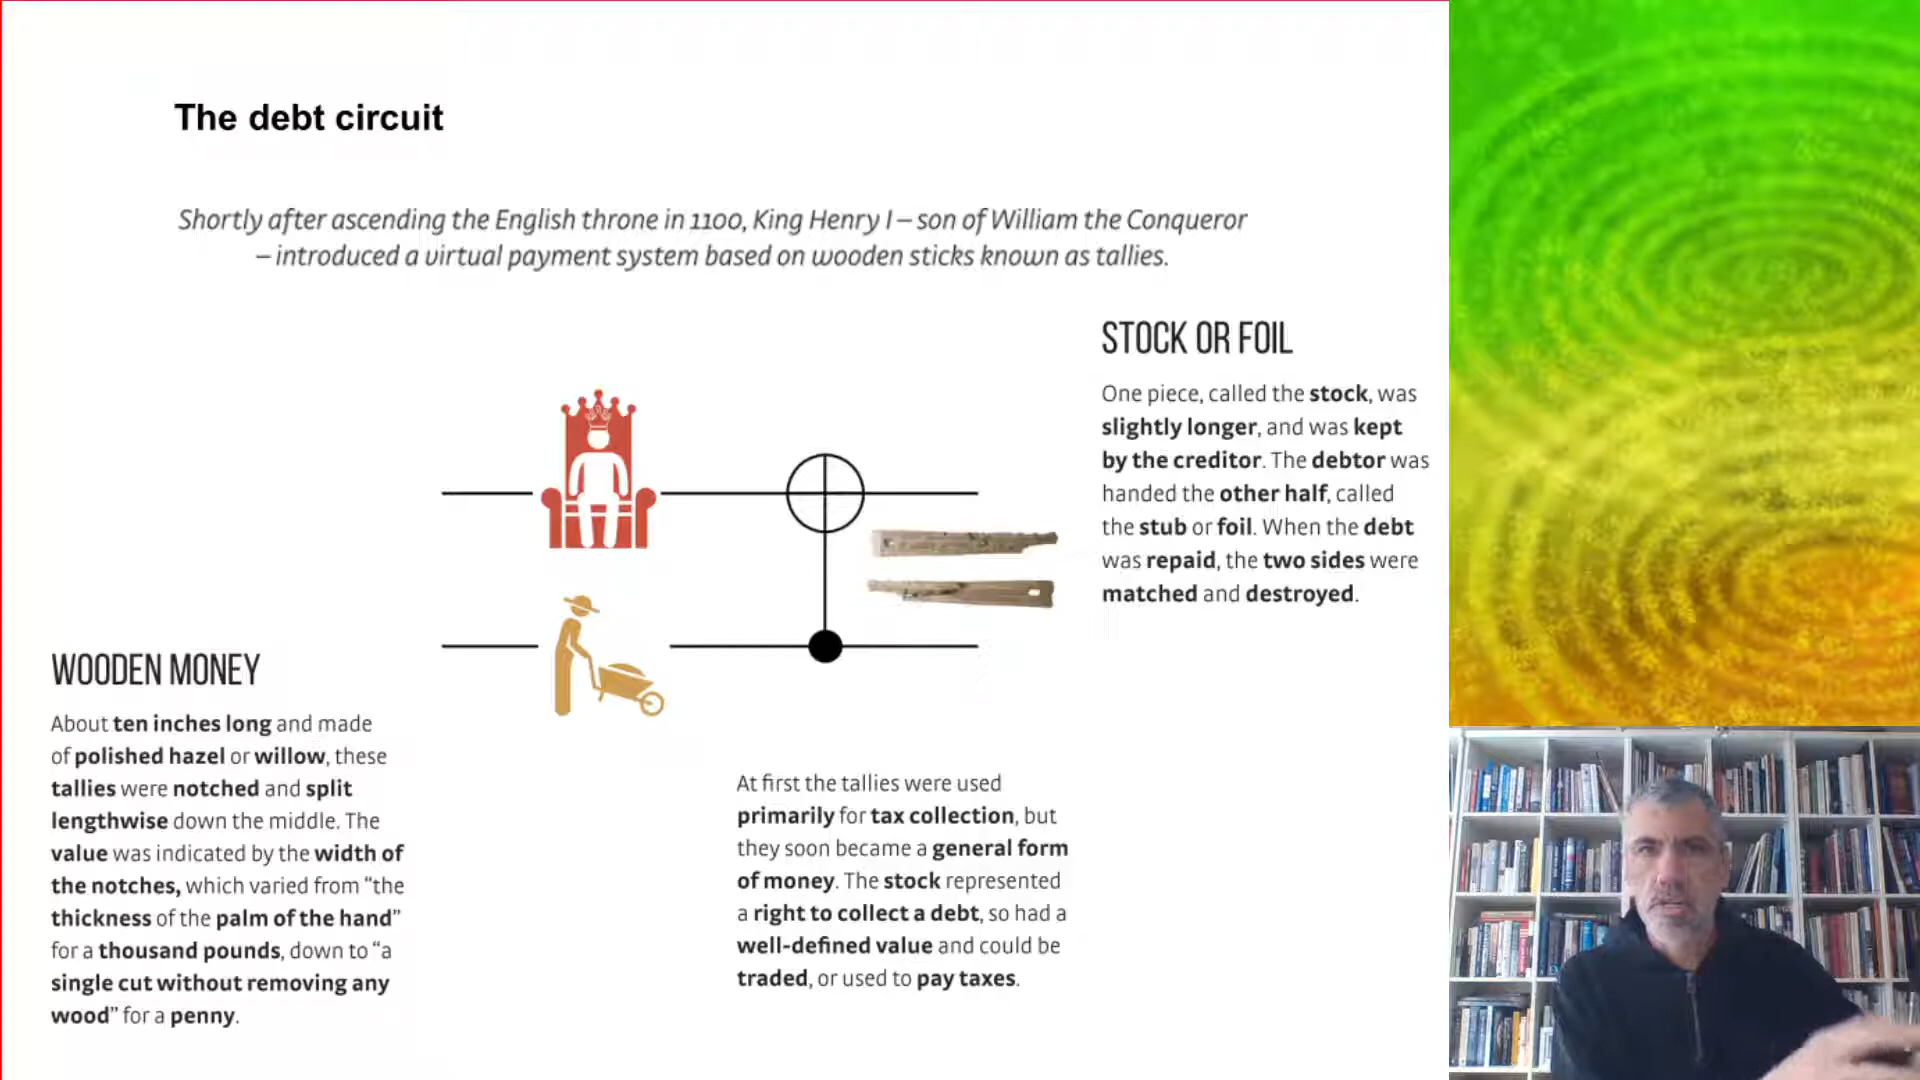 The debt circuit
Shortly after ascending the English throne in 1100, King Henry I – son of William the Conqueror
– introduced a virtual payment system based on wooden sticks known as tallies.
STOCK OR FOIL
One piece, called the stock, was
slightly longer, and was kept
by the creditor. The debtor was
handed the other half, called
the stub or foil. When the debt
was repaid, the two sides were
matched and destroyed.
WOODEN MONEY
About ten inches long and made
of polished hazel or willow, these
tallies were notched and split
lengthwise down the middle. The
value was indicated by the width of
the notches, which varied from “the
thickness of the palm of the hand”
for a thousand pounds, down to “a
single cut without removing any
wood” for a penny.
At first the tallies were used
primarily for tax collection, but
they soon became a general form
of money. The stock represented
a right to collect a debt, so had a
well-defined value and could be
traded, or used to pay taxes.